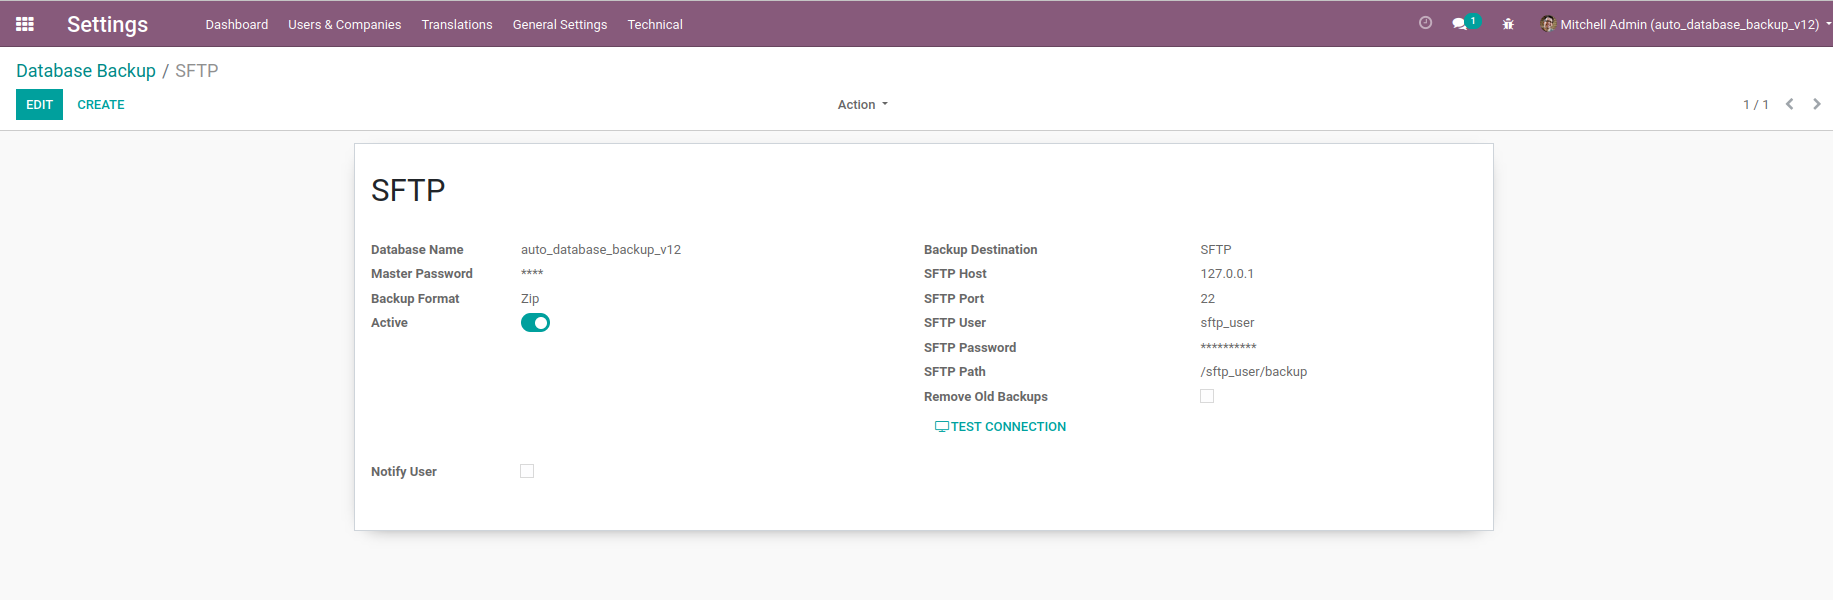 Settings Dashboard Users & Companies Translations General Settings Technical 1 Mitchell Admin (auto_database_backup_v12)
Database Backup / SFTP
EDIT CREATE Action 1 / 1
SFTP
Database Name auto_database_backup_v12 Backup Destination SFTP
Master Password **** SFTP Host 127.0.0.1
Backup Format Zip SFTP Port 22
Active SFTP User sftp_user
SFTP Password **********
SFTP Path /sftp_user/backup
Remove Old Backups
TEST CONNECTION
Notify User